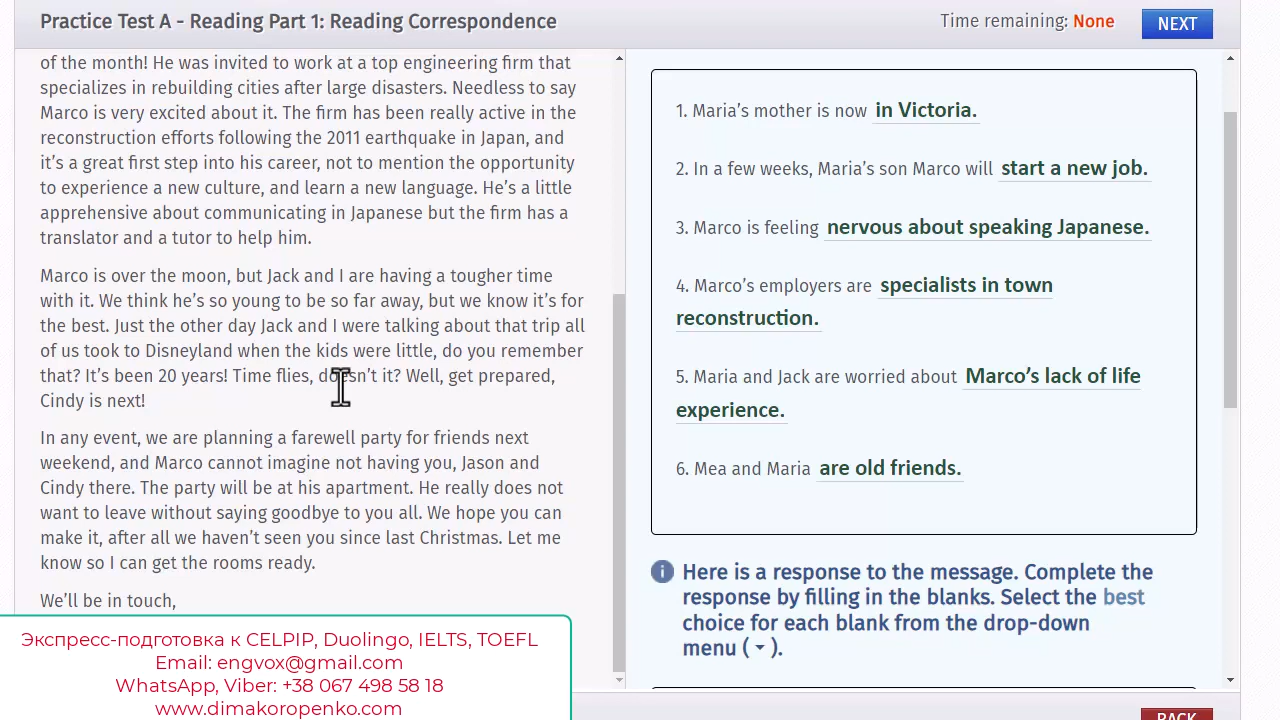 Practice Test A - Reading Part 1: Reading Correspondence
Time remaining: None
NEXT
of the month! He was invited to work at a top engineering firm that
specializes in rebuilding cities after large disasters. Needless to say
Marco is very excited about it. The firm has been really active in the
reconstruction efforts following the 2011 earthquake in Japan, and
it's a great first step into his career, not to mention the opportunity
to experience a new culture, and learn a new language. He's a little
apprehensive about communicating in Japanese but the firm has a
translator and a tutor to help him.
Marco is over the moon, but Jack and I are having a tougher time
with it. We think he's so young to be so far away, but we know it's for
the best. Just the other day Jack and I were talking about that trip all
of us took to Disneyland when the kids were little, do you remember
that? It's been 20 years! Time flies, doesn't it? Well, get prepared,
Cindy is next!
In any event, we are planning a farewell party for friends next
weekend, and Marco cannot imagine not having you, Jason and
Cindy there. The party will be at his apartment. He really does not
want to leave without saying goodbye to you all. We hope you can
make it, after all we haven't seen you since last Christmas. Let me
know so I can get the rooms ready.
We'll be in touch,
1. Maria's mother is now in Victoria.
2. In a few weeks, Maria's son Marco will start a new job.
3. Marco is feeling nervous about speaking Japanese.
4. Marco's employers are specialists in town
reconstruction.
5. Maria and Jack are worried about Marco's lack of life
experience.
6. Mea and Maria are old friends.
Here is a response to the message. Complete the
response by filling in the blanks. Select the best
choice for each blank from the drop-down
menu ( ).
Экспресс-подготовка к CELPIP, Duolingo, IELTS, TOEFL
Email: engvox@gmail.com
WhatsApp, Viber: +38 067 498 58 18
www.dimakoropenko.com
BACK